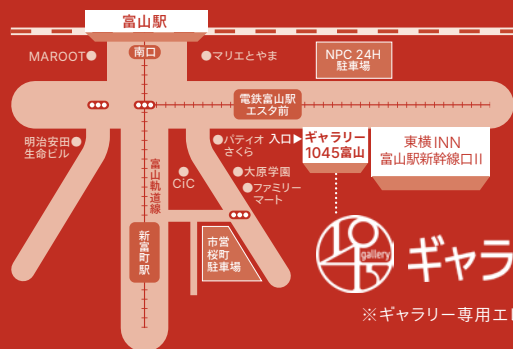 富山駅
MAROOT
南口
マリエとやま
NPC 24H
駐車場
電鉄富山駅
エスタ前
明治安田
生命ビル
パティオ
さくら
入口
ギャラリー
1045富山
東横INN
富山駅新幹線口II
富山軌道線
CiC
大原学園
ファミリー
マート
新富町駅
市営
桜町
駐車場
1045
gallery
ギャラ
※ギャラリー専用エ